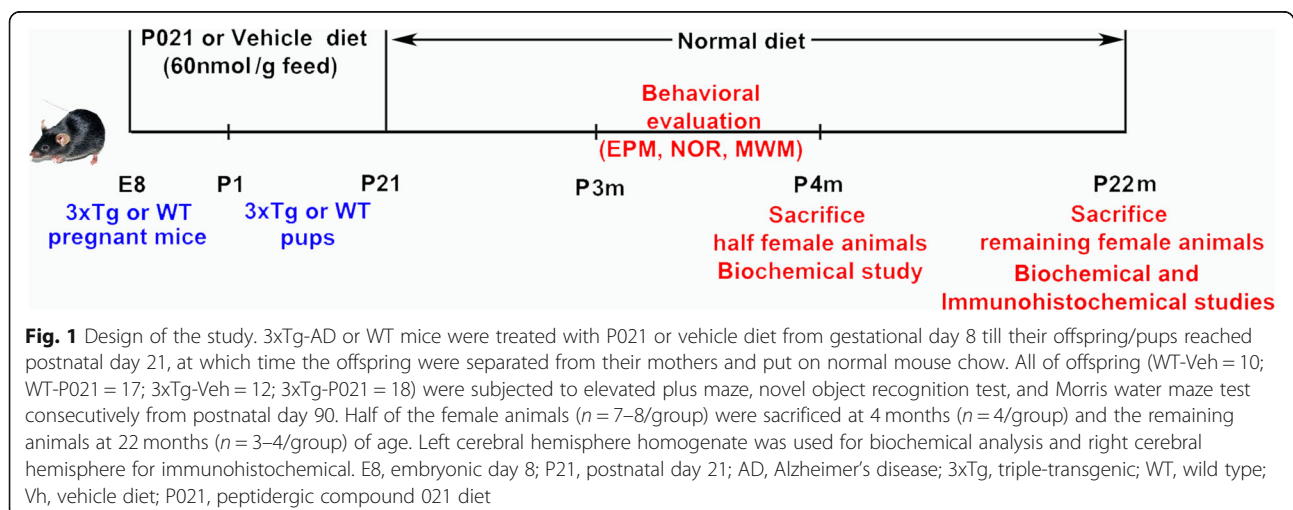 P021 or Vehicle diet
(60nmol/g feed)
Normal diet
Behavioral
evaluation
(EPM, NOR, MWM)
E8
P1
P21
P3m
P4m
P22m
3xTg or WT
pregnant mice
3xTg or WT
pups
Sacrifice
half female animals
Biochemical study
Sacrifice
remaining female animals
Biochemical and
Immunohistochemical studies
Fig. 1 Design of the study. 3xTg-AD or WT mice were treated with P021 or vehicle diet from gestational day 8 till their offspring/pups reached
postnatal day 21, at which time the offspring were separated from their mothers and put on normal mouse chow. All of offspring (WT-Veh = 10;
WT-P021 = 17; 3xTg-Veh = 12; 3xTg-P021 = 18) were subjected to elevated plus maze, novel object recognition test, and Morris water maze test
consecutively from postnatal day 90. Half of the female animals (n = 7–8/group) were sacrificed at 4 months (n = 4/group) and the remaining
animals at 22 months (n = 3–4/group) of age. Left cerebral hemisphere homogenate was used for biochemical analysis and right cerebral
hemisphere for immunohistochemical. E8, embryonic day 8; P21, postnatal day 21; AD, Alzheimer's disease; 3xTg, triple-transgenic; WT, wild type;
Vh, vehicle diet; P021, peptidergic compound 021 diet